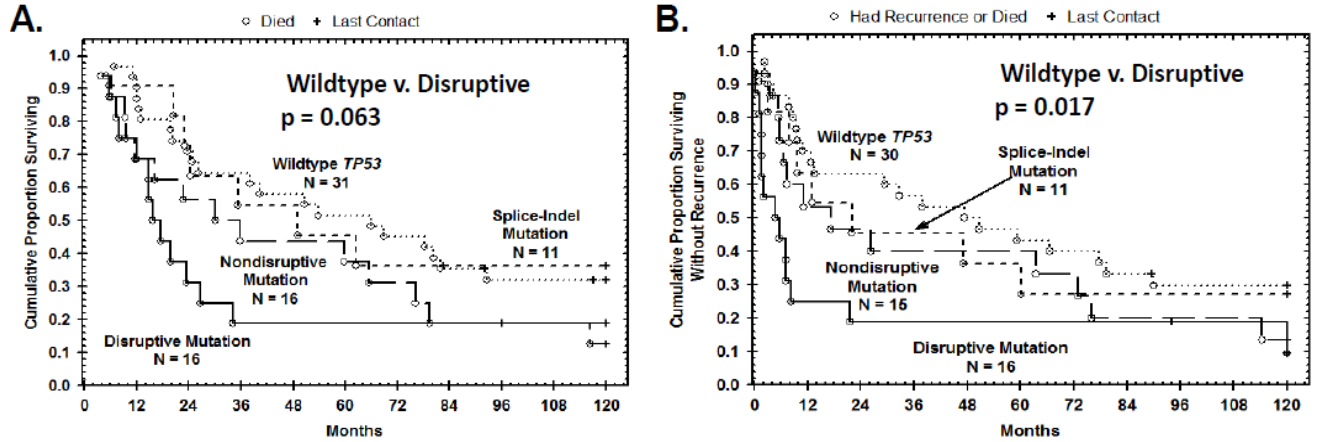 A.
Died Last Contact
Cumulative Proportion Surviving
1.0
0.9
0.8
0.7
0.6
0.5
0.4
0.3
0.2
0.1
0.0
Wildtype v. Disruptive
p = 0.063
Wildtype TP53
N = 31
Splice-Indel
Mutation
N = 11
Nondisruptive
Mutation
N = 16
Disruptive Mutation
N = 16
0 12 24 36 48 60 72 84 96 108 120
Months
B.
Had Recurrence or Died Last Contact
Cumulative Proportion Surviving
Without Recurrence
1.0
0.9
0.8
0.7
0.6
0.5
0.4
0.3
0.2
0.1
0.0
Wildtype v. Disruptive
p = 0.017
Wildtype TP53
N = 30
Splice-Indel
Mutation
N = 11
Nondisruptive
Mutation
N = 15
Disruptive Mutation
N = 16
0 12 24 36 48 60 72 84 96 108 120
Months